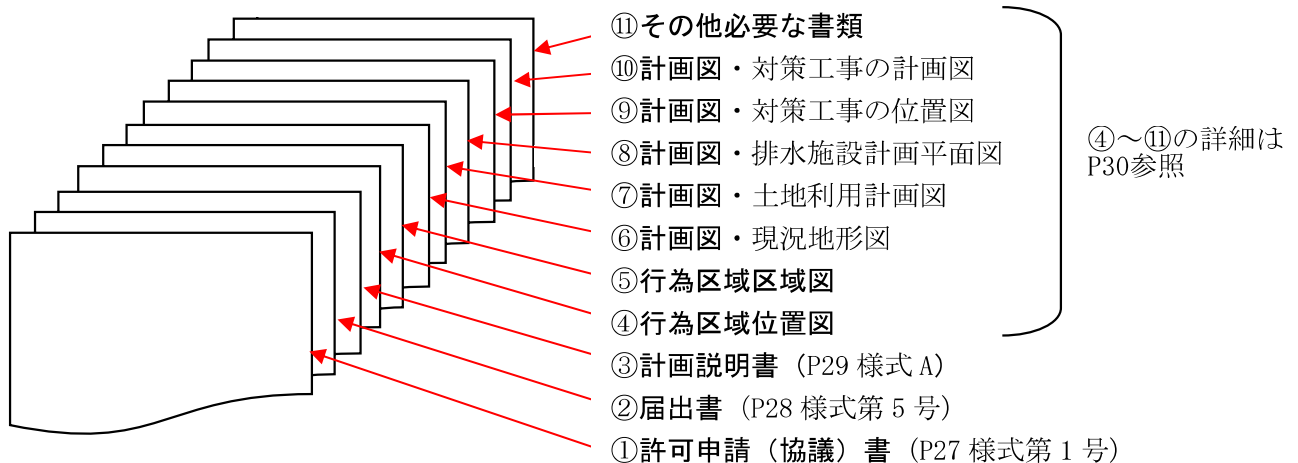 ⑪その他必要な書類
⑩計画図・対策工事の計画図
⑨計画図・対策工事の位置図
⑧計画図・排水施設計画平面図
⑦計画図・土地利用計画図
⑥計画図・現況地形図
⑤行為区域区域図
④行為区域位置図
③計画説明書（P29 様式 A）
②届出書（P28 様式第 5 号）
①許可申請（協議）書（P27 様式第 1 号）
④～⑪の詳細は
P30参照